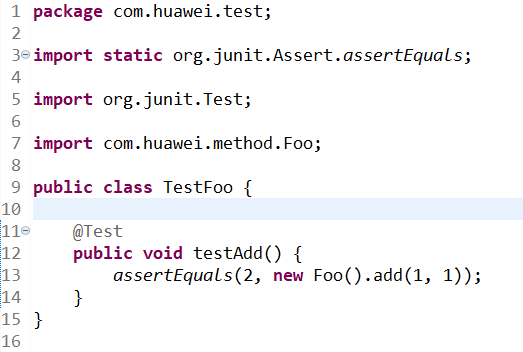 1 package com.huawei.test;
2
3 import static org.junit.Assert.assertEquals;
4
5 import org.junit.Test;
6
7 import com.huawei.method.Foo;
8
9 public class TestFoo {
10
11     @Test
12     public void testAdd() {
13         assertEquals(2, new Foo().add(1, 1));
14     }
15 }
16